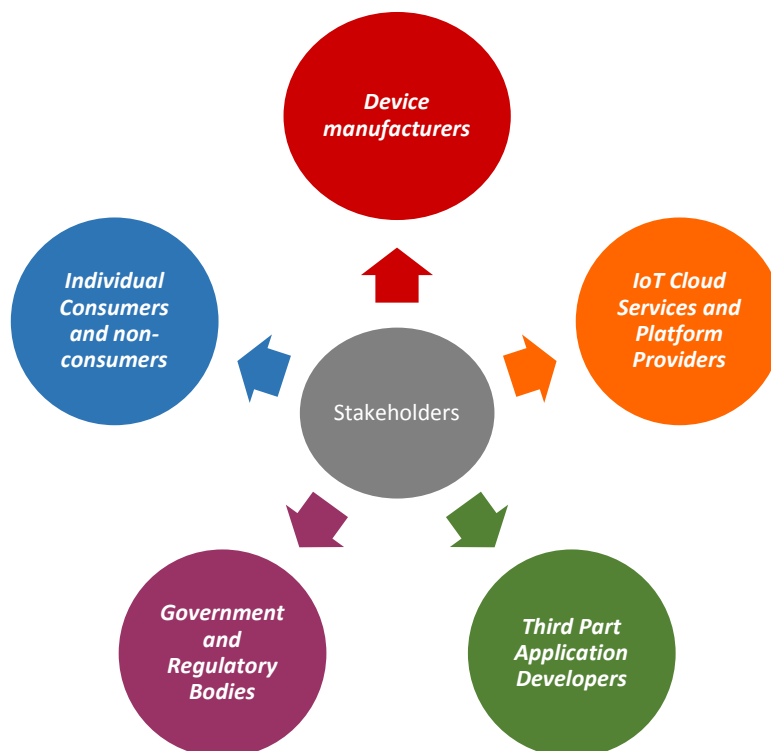 Device
manufacturers
IoT Cloud
Services and
Platform
Providers
Third Part
Application
Developers
Government
and
Regulatory
Bodies
Individual
Consumers
and non-
consumers
Stakeholders